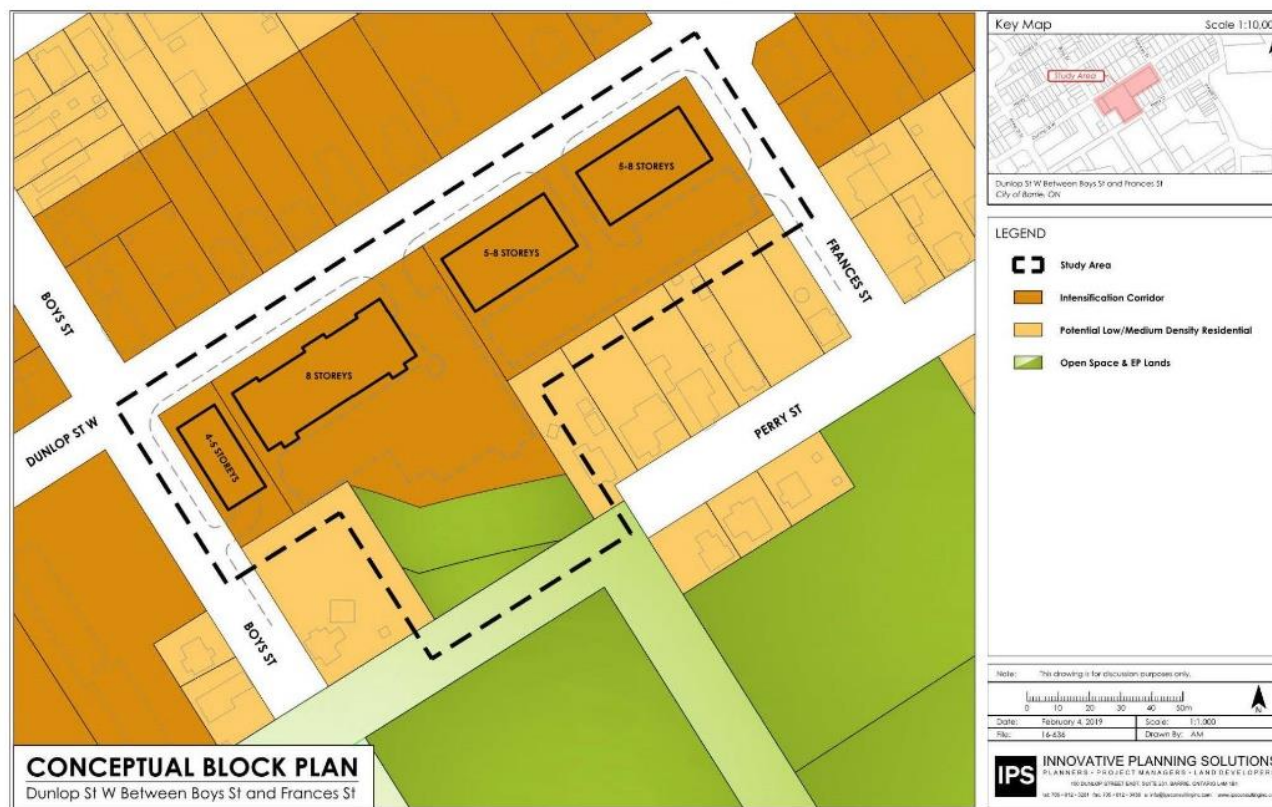 BOYS ST
DUNLOP ST W
4-5 STOREYS
8 STOREYS
5-8 STOREYS
5-8 STOREYS
FRANCES ST
PERRY ST
BOYS ST
CONCEPTUAL BLOCK PLAN
Dunlop St W Between Boys St and Frances St
Key Map Scale 1:10,00
Study Area
Dunlop St W Between Boys St and Frances St
City of Barrie, ON
LEGEND
Study Area
Intensification Corridor
Potential Low/Medium Density Residential
Open Space & EP Lands
Note: This drawing is for discussion purposes only.
0 10 20 30 40 50m
N
Date: February 4, 2019 Scale: 1:1,000
File: 16-636 Drawn By: AM
IPS INNOVATIVE PLANNING SOLUTIONS
PLANNERS • PROJECT MANAGERS • LAND DEVELOPERS